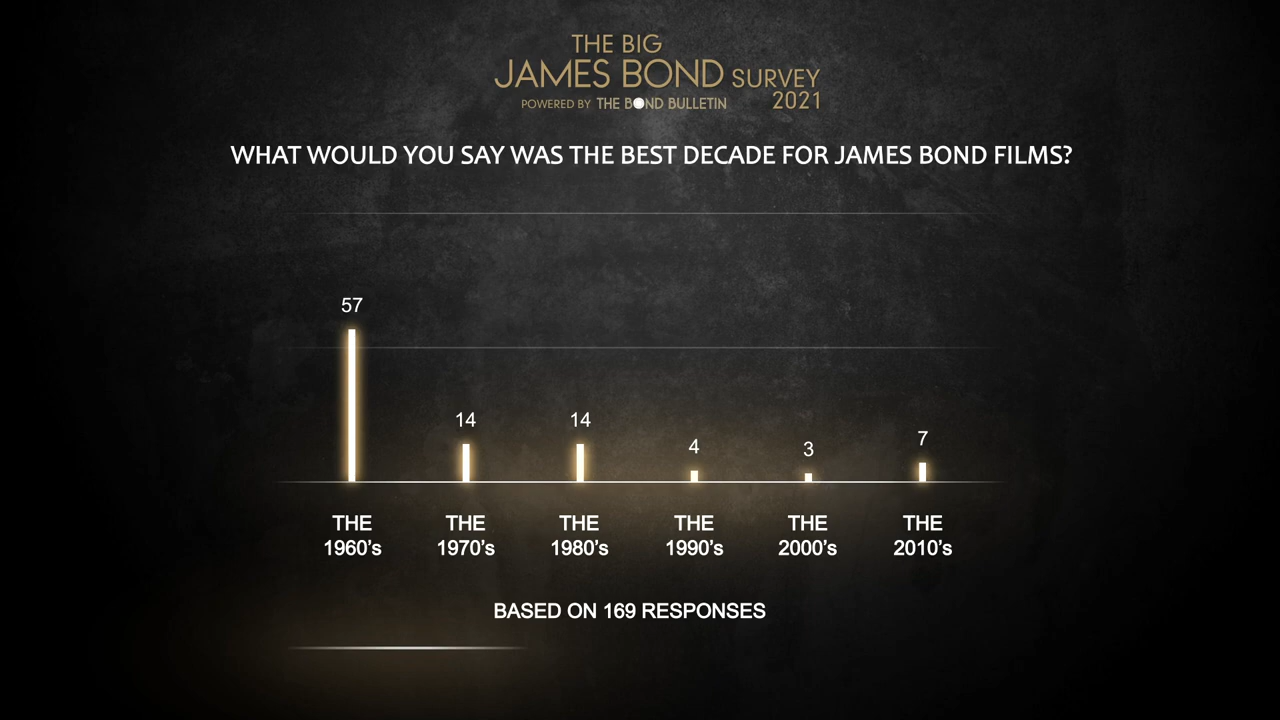 THE BIG
JAMES BOND SURVEY
POWERED BY THE BOND BULLETIN 2021
WHAT WOULD YOU SAY WAS THE BEST DECADE FOR JAMES BOND FILMS?
57
14
14
4
3
7
THE
1960's
THE
1970's
THE
1980's
THE
1990's
THE
2000's
THE
2010's
BASED ON 169 RESPONSES